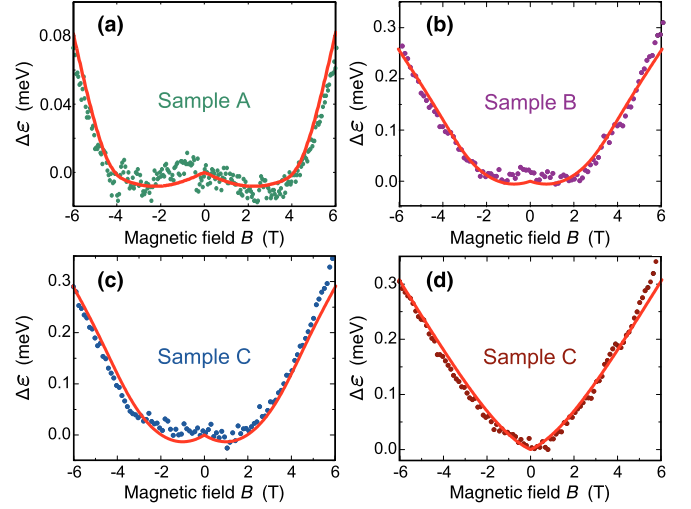 (a)
Sample A
Δε (meV)
0.08
0.04
0.0
-6 -4 -2 0 2 4 6
Magnetic field B (T)
(b)
Sample B
Δε (meV)
0.3
0.2
0.1
0.0
-6 -4 -2 0 2 4 6
Magnetic field B (T)
(c)
Sample C
Δε (meV)
0.3
0.2
0.1
0.0
-6 -4 -2 0 2 4 6
Magnetic field B (T)
(d)
Sample C
Δε (meV)
0.3
0.2
0.1
0.0
-6 -4 -2 0 2 4 6
Magnetic field B (T)